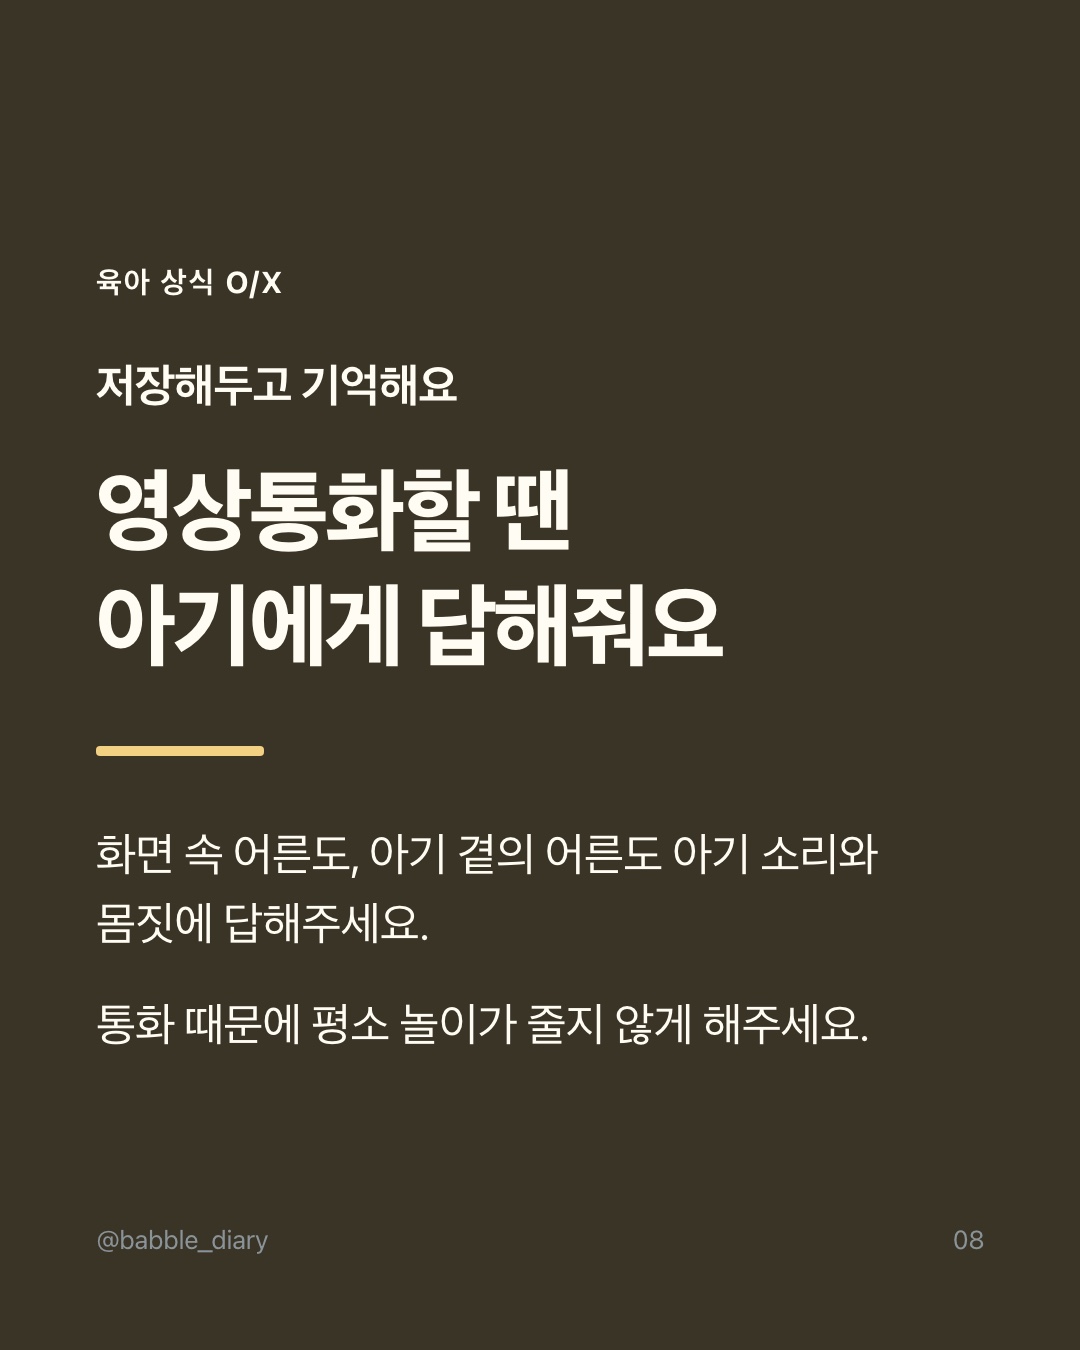 육아 상식 O/X
저장해두고 기억해요
영상통화할 땐
아기에게 답해줘요
화면 속 어른도, 아기 곁의 어른도 아기 소리와
몸짓에 답해주세요.
통화 때문에 평소 놀이가 줄지 않게 해주세요.
@babble_diary
08